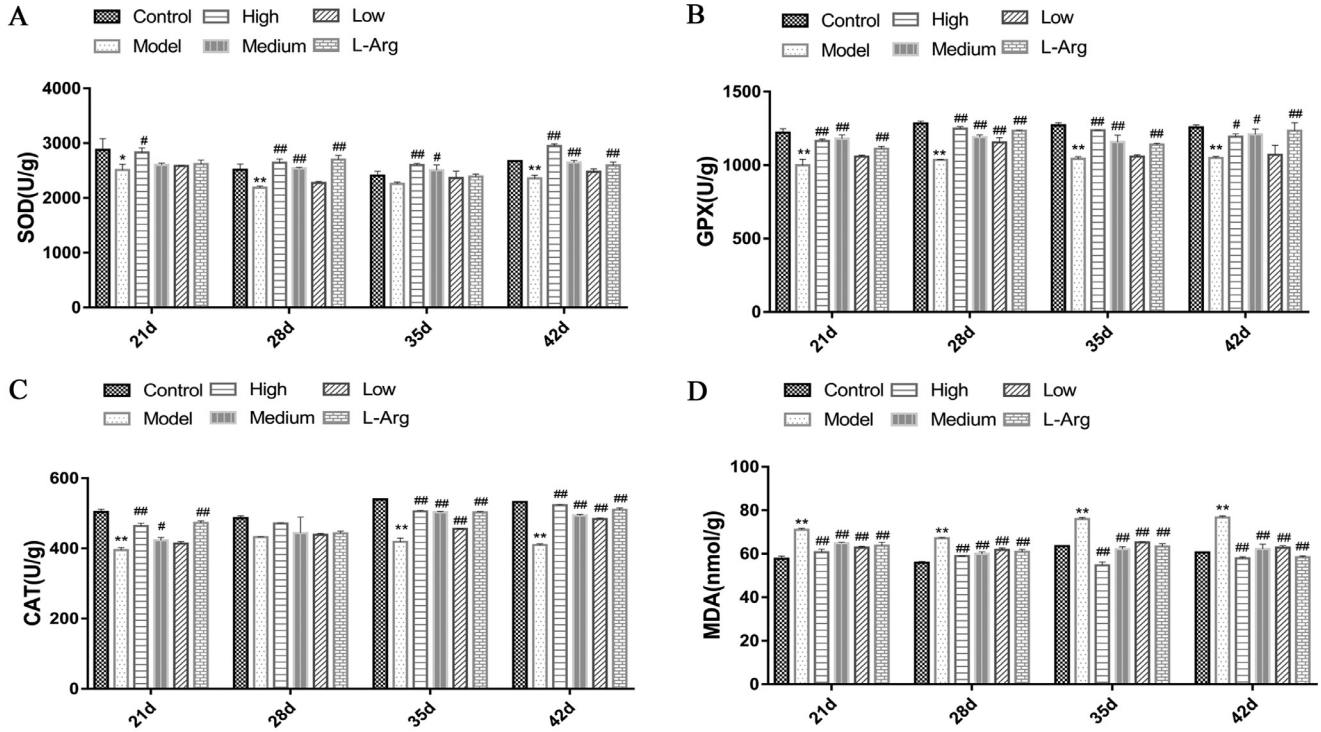 A
Control High Low
Model Medium L-Arg
SOD(U/g)
4000
3000
2000
1000
0
* # ## ## ** ## ## # ## ** ## ##
21d 28d 35d 42d
B
Control High Low
Model Medium L-Arg
GPX(U/g)
1500
1000
500
0
** ## ## ## ** ## ## ## ## ** ## ## ## ** # # ##
21d 28d 35d 42d
C
Control High Low
Model Medium L-Arg
CAT(U/g)
600
400
200
0
** ## # ## ** ## ## ## ## ** ## ## ## ##
21d 28d 35d 42d
D
Control High Low
Model Medium L-Arg
MDA(nmol/g)
100
80
60
40
20
0
** ## ## ## ## ** ## ## ## ## ** ## ## ## ## ** ## ## ## ##
21d 28d 35d 42d